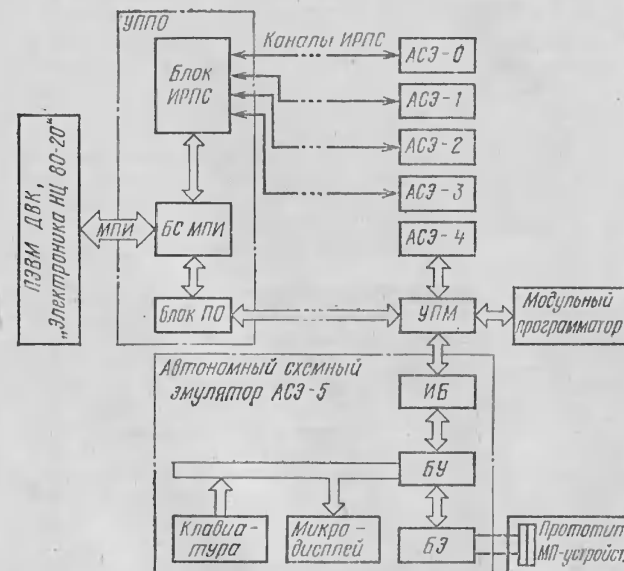 УППО
Каналы ИРПС
Блок
ИРПС
АСЭ-0
АСЭ-1
АСЭ-2
АСЭ-3
АСЭ-4
ПЭВМ ДВК,
„Электроника НЦ 80-20“
МПИ
БС МПИ
Блок ПО
УПМ
Модульный
программатор
Автономный схемный
эмулятор АСЭ-5
ИБ
БУ
БЭ
Клавиа-
тура
Микро-
дисплей
Прототип
МП-устройст